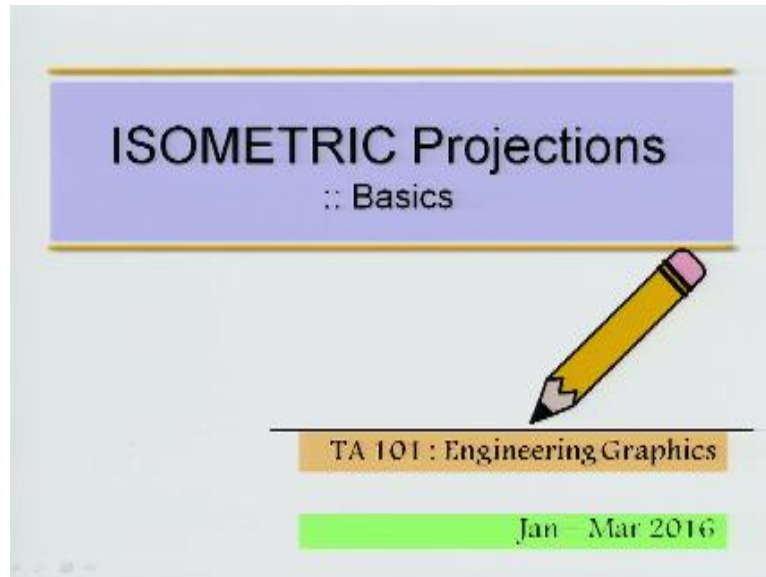 ISOMETRIC Projections
:: Basics
TA 101 : Engineering Graphics
Jan – Mar 2016